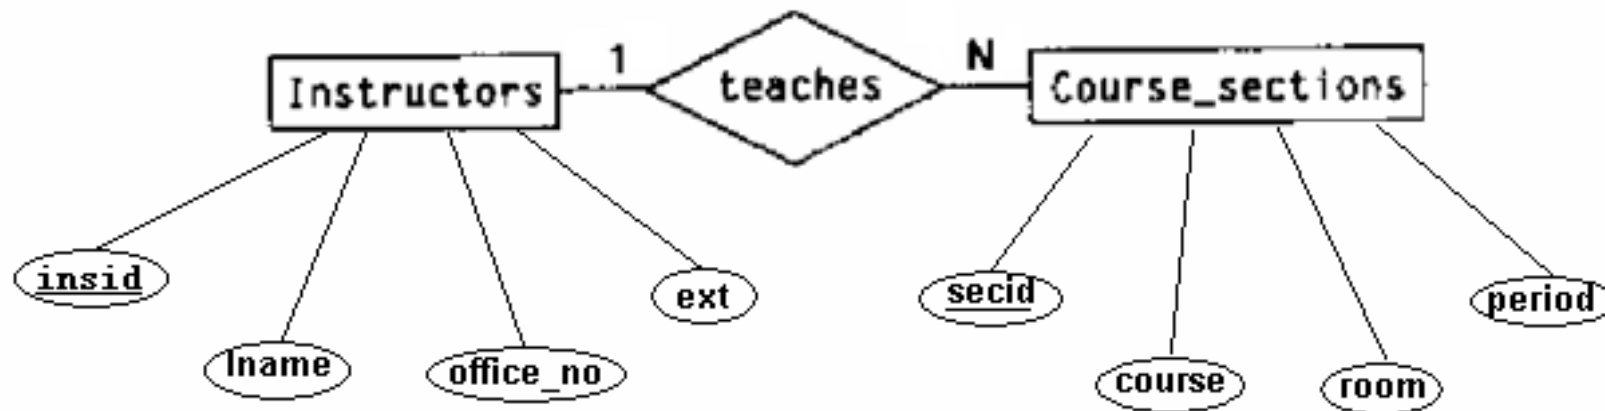 1
N
Instructors
teaches
Course_sections
insid
lname
office_no
ext
secid
course
room
period